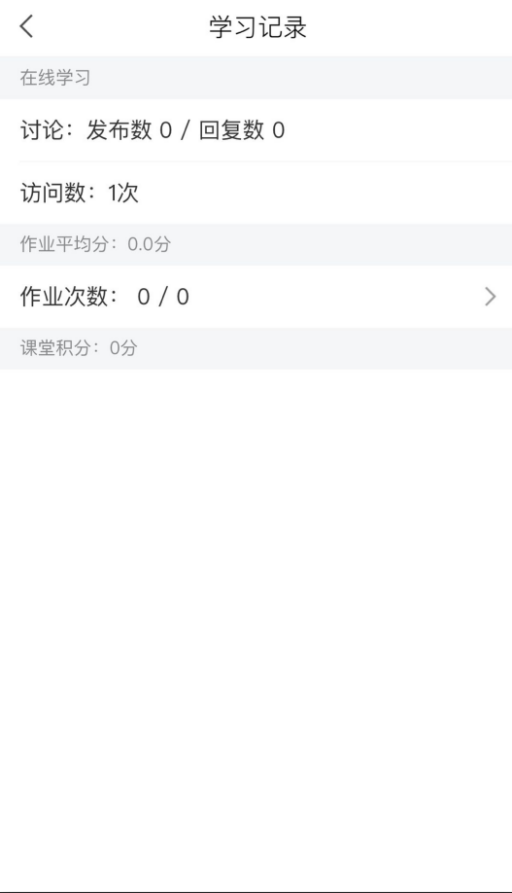 学习记录
在线学习
讨论：发布数 0 / 回复数 0
访问数：1次
作业平均分：0.0分
作业次数： 0 / 0
课堂积分：0分